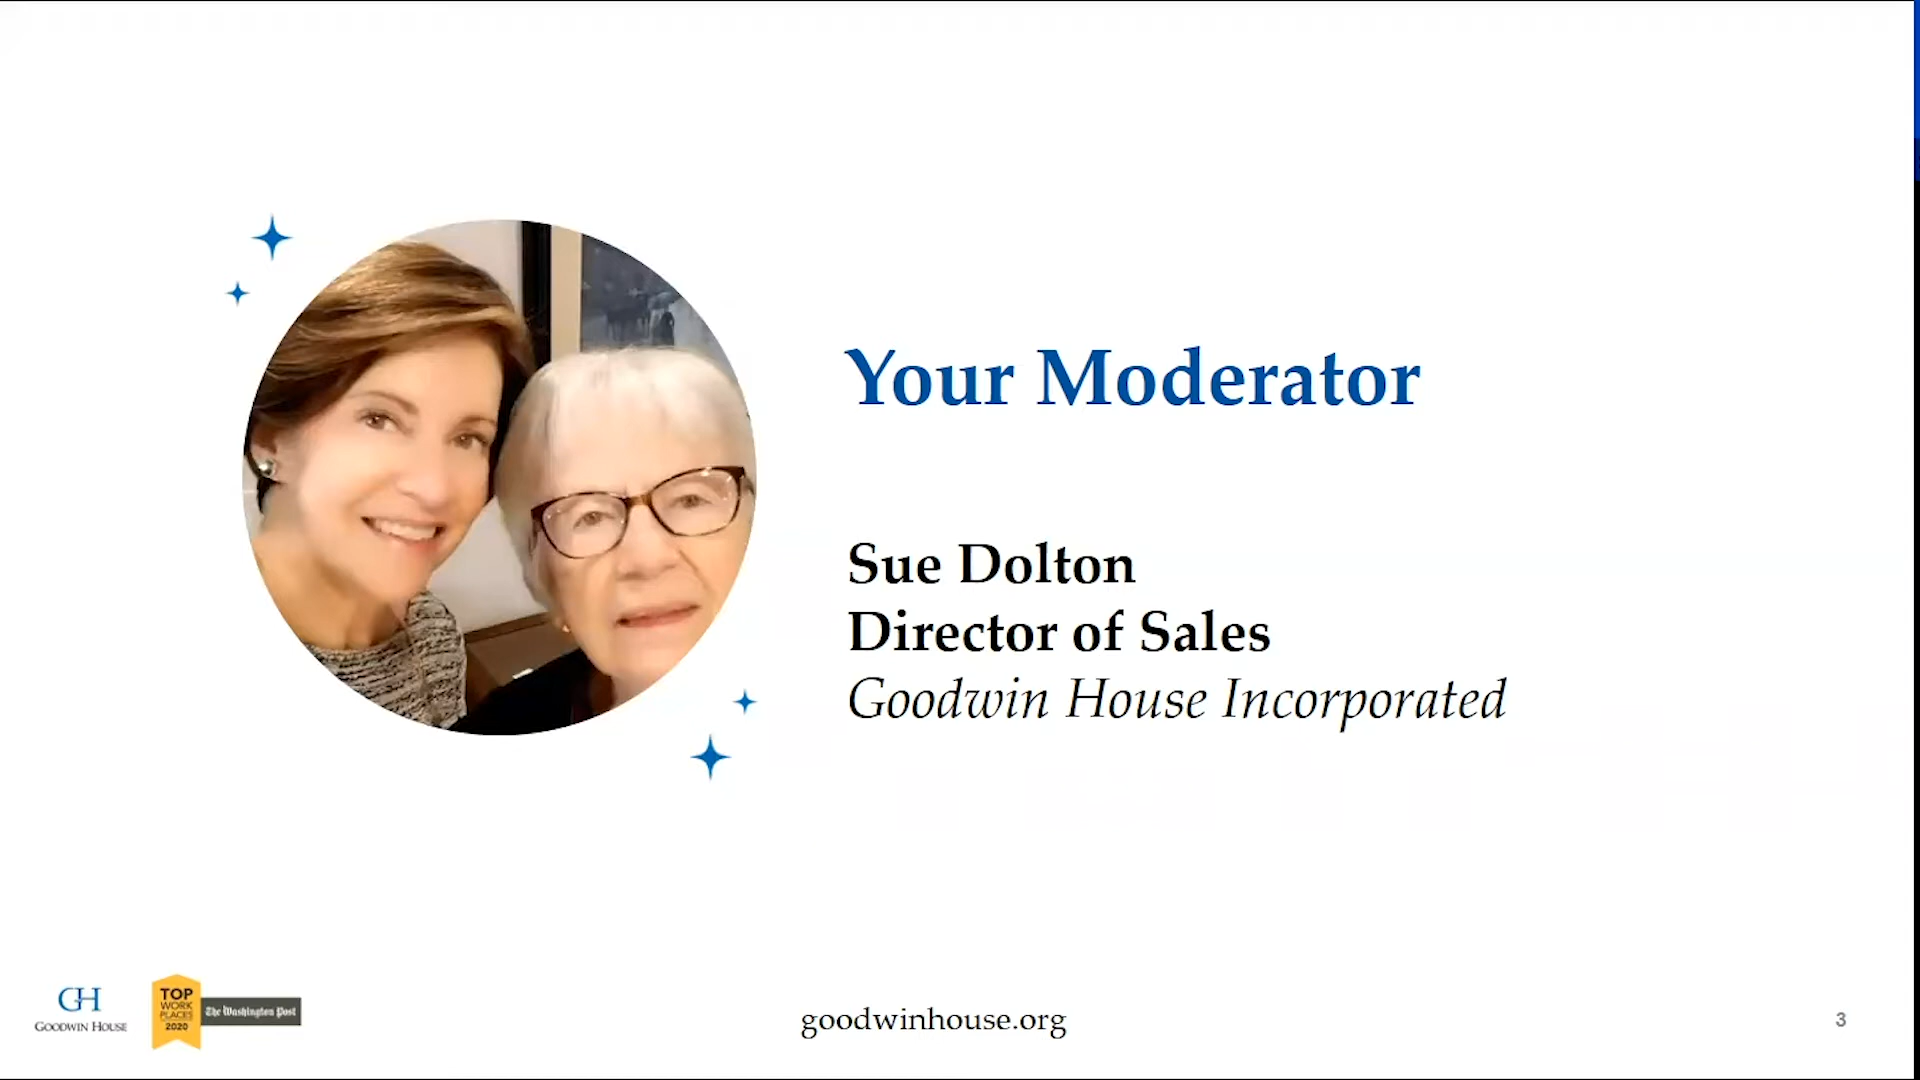 Your Moderator
Sue Dolton
Director of Sales
Goodwin House Incorporated
GH
GOODWIN HOUSE
TOP
WORK
PLACES
2020
The Washington Post
goodwinhouse.org
3